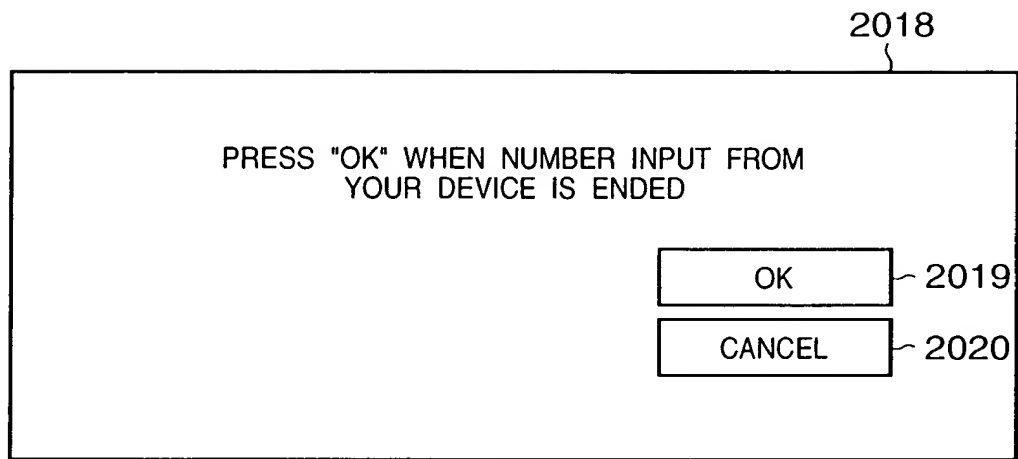 2018
PRESS "OK" WHEN NUMBER INPUT FROM
YOUR DEVICE IS ENDED
OK
2019
CANCEL
2020